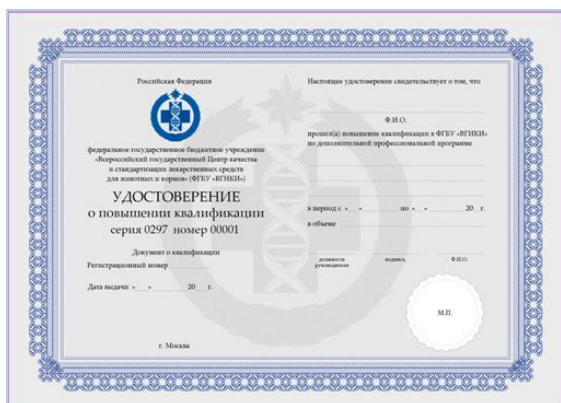 Российская Федерация
федеральное государственное бюджетное учреждение
«Всероссийский государственный Центр качества
и стандартизации лекарственных средств
для животных и кормов» (ФГБУ «ВГНКИ»)
УДОСТОВЕРЕНИЕ
о повышении квалификации
серия 0297 номер 00001
Документ о квалификации
Регистрационный номер
Дата выдачи « » 20 г.
г. Москва
Настоящее удостоверение свидетельствует о том, что
Ф.И.О.
прошел(а) повышение квалификации в ФГБУ «ВГНКИ»
по дополнительной профессиональной программе
в период с « » по « » 20 г.
в объеме
должность руководителя подпись Ф.И.О.
М.П.